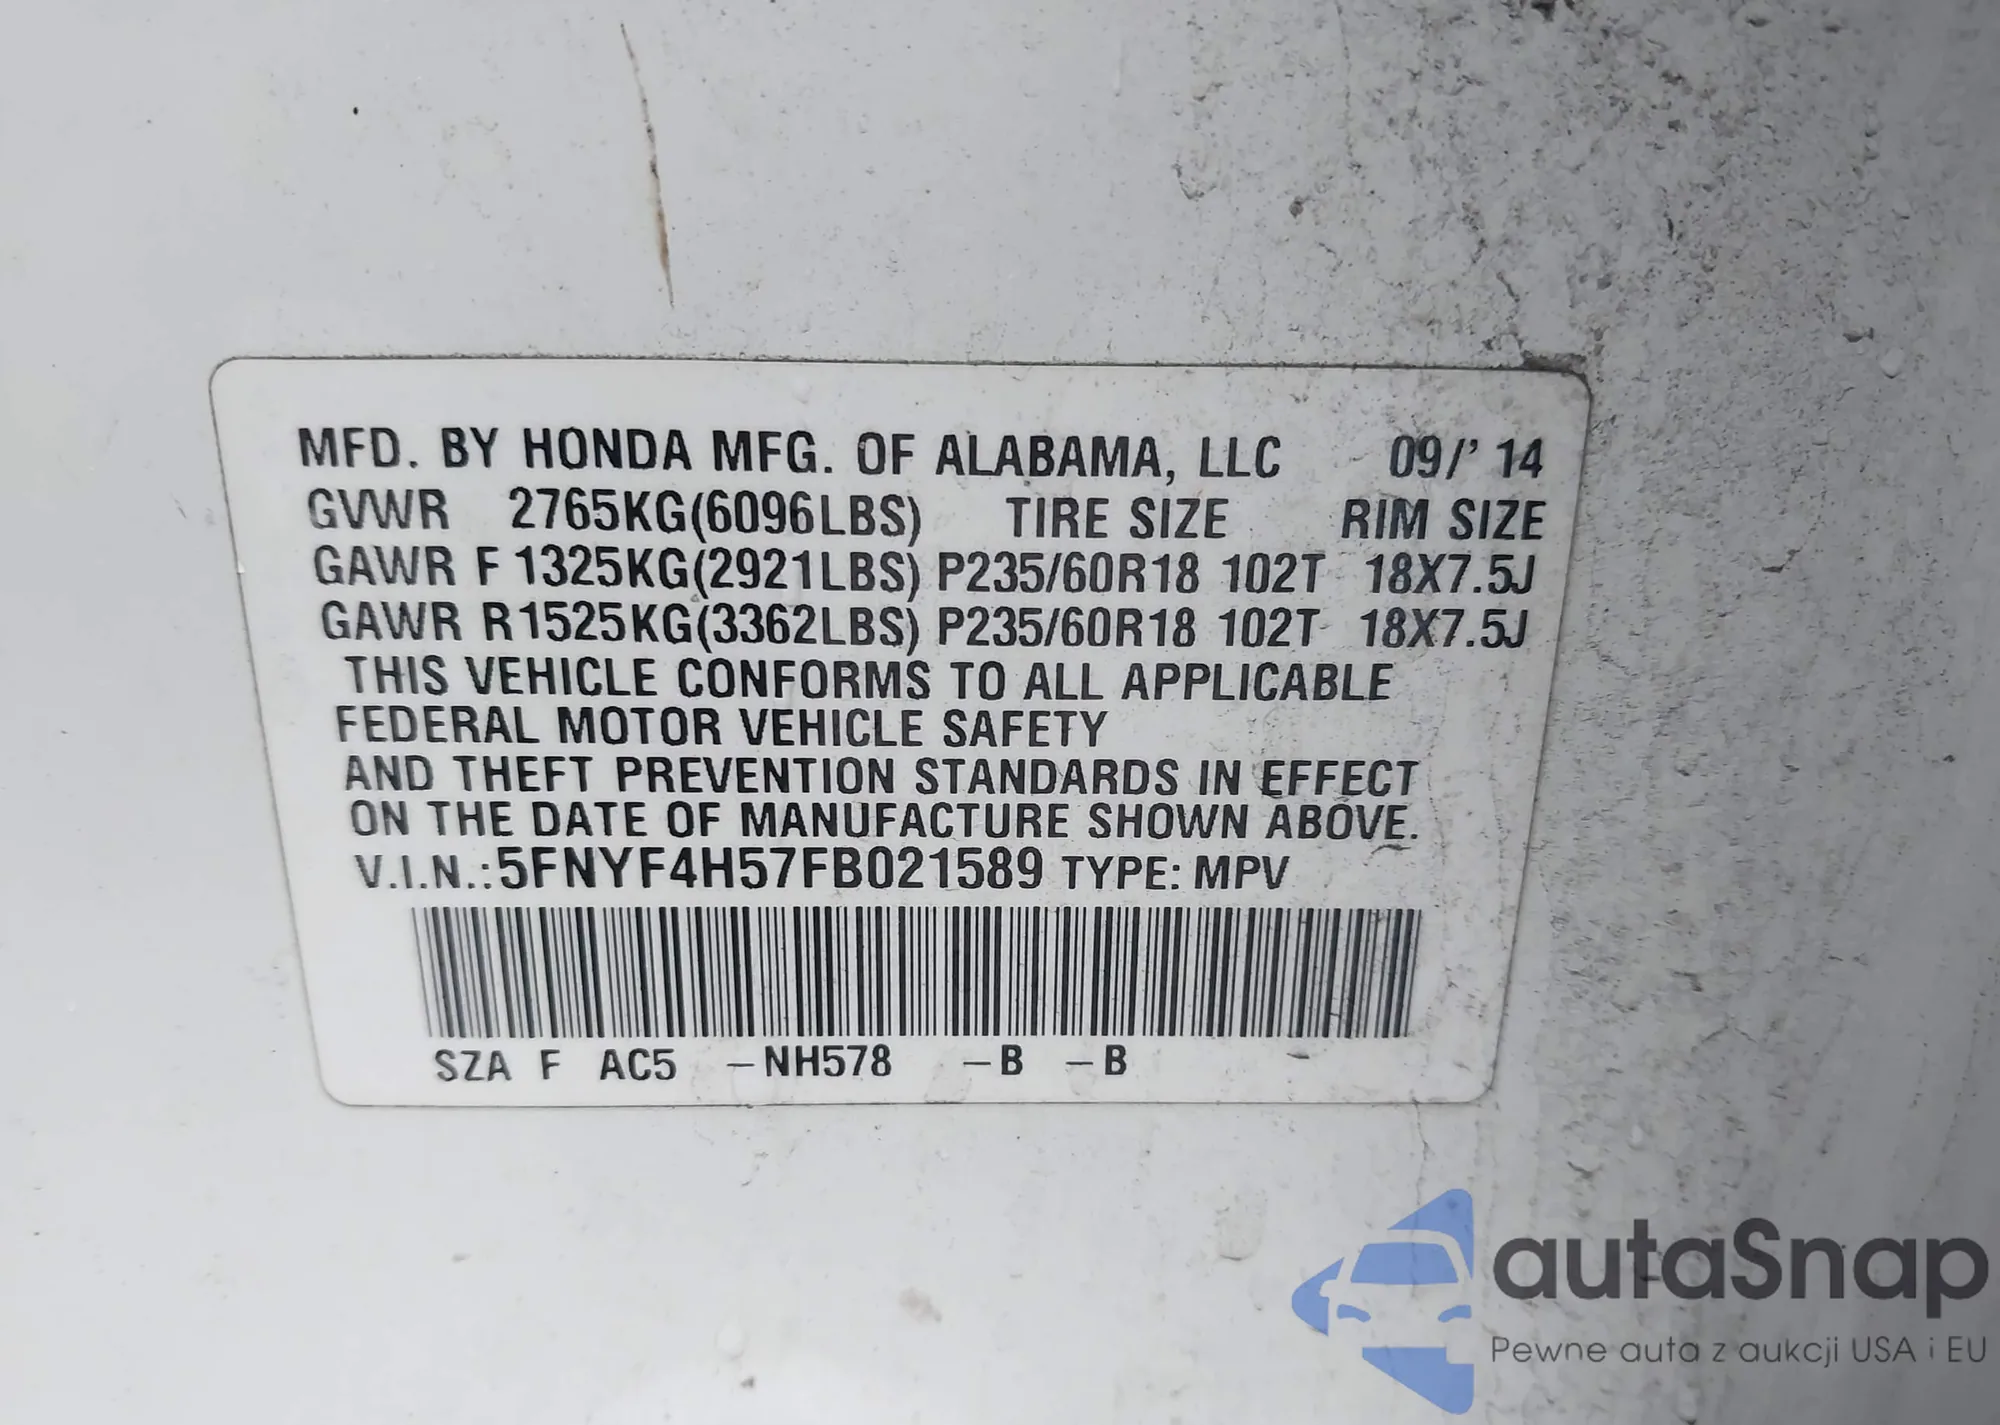 MFD. BY HONDA MFG. OF ALABAMA, LLC 09/' 14
GVWR 2765KG(6096LBS) TIRE SIZE RIM SIZE
GAWR F 1325KG(2921LBS) P235/60R18 102T 18X7.5J
GAWR R1525KG(3362LBS) P235/60R18 102T 18X7.5J
THIS VEHICLE CONFORMS TO ALL APPLICABLE
FEDERAL MOTOR VEHICLE SAFETY
AND THEFT PREVENTION STANDARDS IN EFFECT
ON THE DATE OF MANUFACTURE SHOWN ABOVE.
V.I.N.:5FNYF4H57FB021589 TYPE: MPV
SZA F AC5 –NH578 –B –B –
autaSnap
Pewne auta z aukcji USA i EU